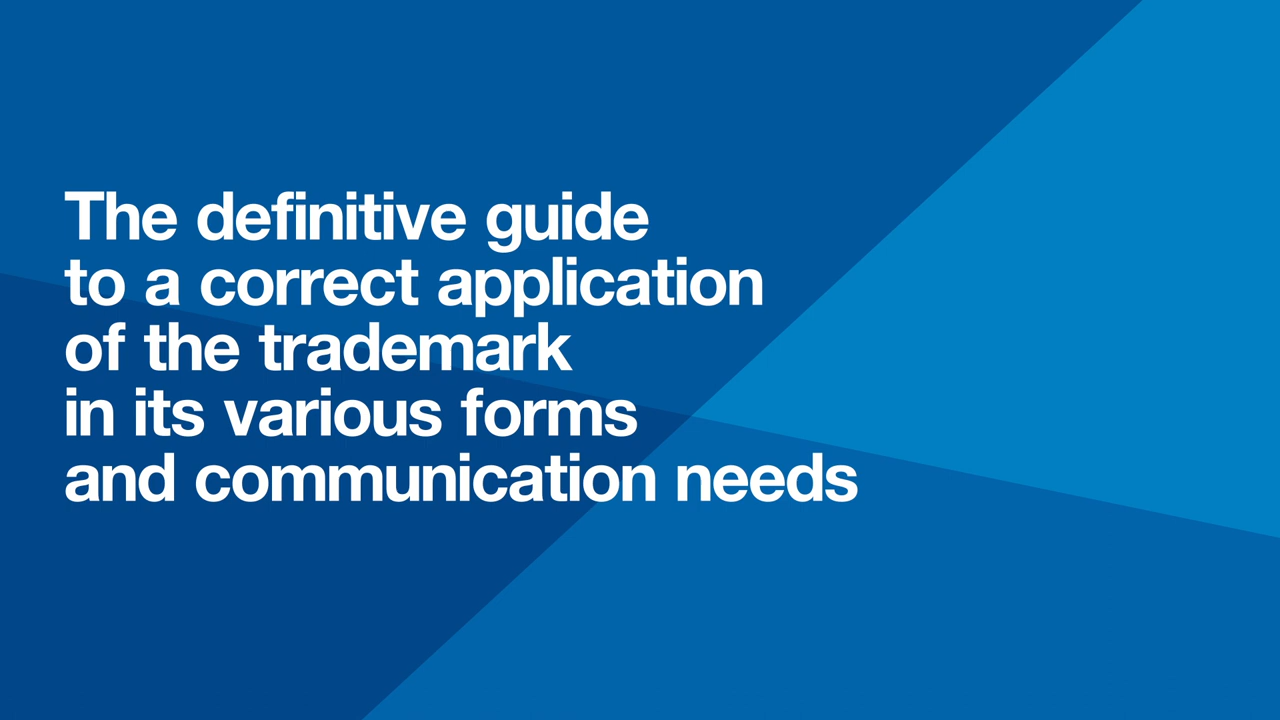 The definitive guide
to a correct application
of the trademark
in its various forms
and communication needs